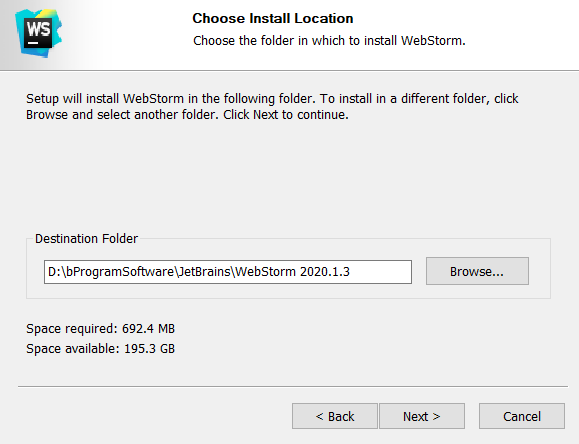 WS
Choose Install Location
Choose the folder in which to install WebStorm.
Setup will install WebStorm in the following folder. To install in a different folder, click
Browse and select another folder. Click Next to continue.
Destination Folder
D:\bProgramSoftware\JetBrains\WebStorm 2020.1.3
Browse...
Space required: 692.4 MB
Space available: 195.3 GB
< Back
Next >
Cancel